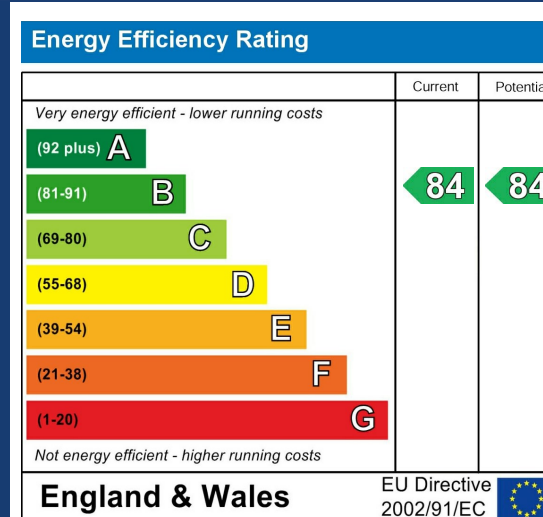 Energy Efficiency Rating
Current Potentia
Very energy efficient - lower running costs
(92 plus) A
(81-91) B 84 84
(69-80) C
(55-68) D
(39-54) E
(21-38) F
(1-20) G
Not energy efficient - higher running costs
England & Wales
EU Directive
2002/91/EC